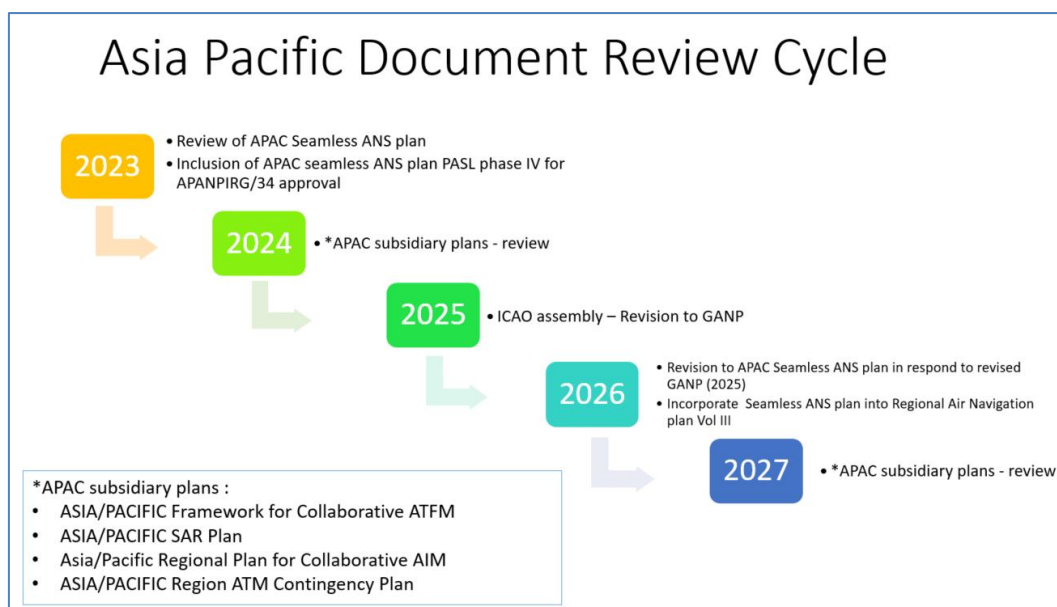 Asia Pacific Document Review Cycle
2023
• Review of APAC Seamless ANS plan
• Inclusion of APAC seamless ANS plan PASL phase IV for
APANPIRG/34 approval
2024
• *APAC subsidiary plans - review
2025
• ICAO assembly – Revision to GANP
2026
• Revision to APAC Seamless ANS plan in respond to revised
GANP (2025)
• Incorporate Seamless ANS plan into Regional Air Navigation
plan Vol III
2027
• *APAC subsidiary plans - review
*APAC subsidiary plans :
• ASIA/PACIFIC Framework for Collaborative ATFM
• ASIA/PACIFIC SAR Plan
• Asia/Pacific Regional Plan for Collaborative AIM
• ASIA/PACIFIC Region ATM Contingency Plan